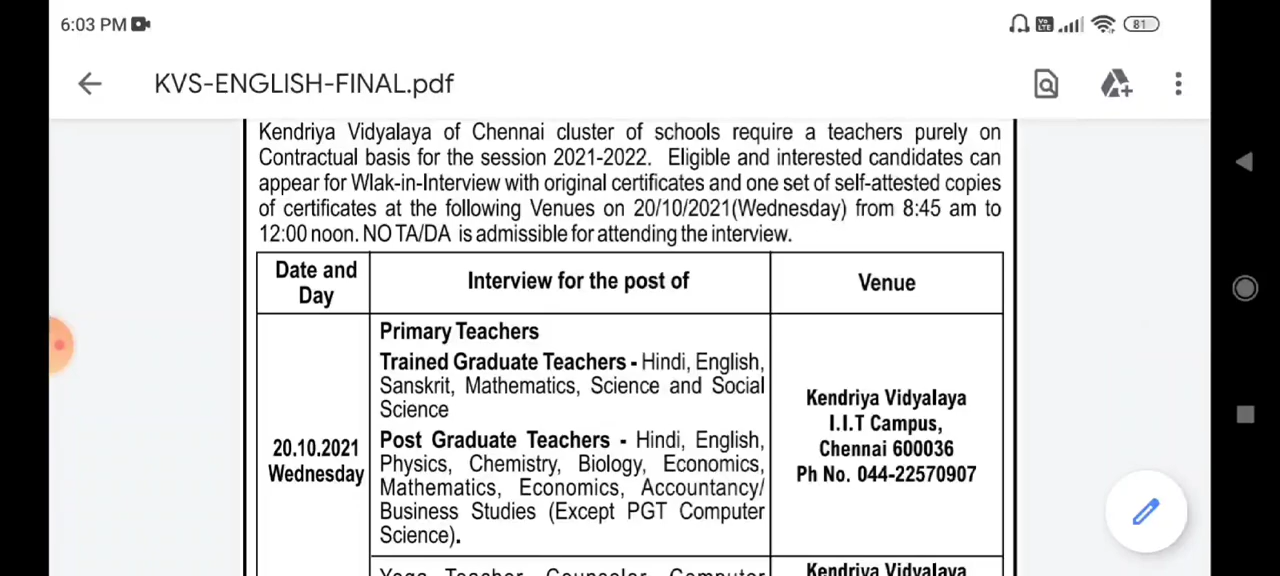 6:03 PM
81
KVS-ENGLISH-FINAL.pdf
Kendriya Vidyalaya of Chennai cluster of schools require a teachers purely on
Contractual basis for the session 2021-2022. Eligible and interested candidates can
appear for Wlak-in-Interview with original certificates and one set of self-attested copies
of certificates at the following Venues on 20/10/2021(Wednesday) from 8:45 am to
12:00 noon. NO TA/DA is admissible for attending the interview.
Date and
Day
Interview for the post of
Venue
20.10.2021
Wednesday
Primary Teachers
Trained Graduate Teachers - Hindi, English,
Sanskrit, Mathematics, Science and Social
Science
Post Graduate Teachers - Hindi, English,
Physics, Chemistry, Biology, Economics,
Mathematics, Economics, Accountancy/
Business Studies (Except PGT Computer
Science).
Kendriya Vidyalaya
I.I.T Campus,
Chennai 600036
Ph No. 044-22570907
Yoga Teacher, Counselor, Computer
Kendriya Vidyalaya